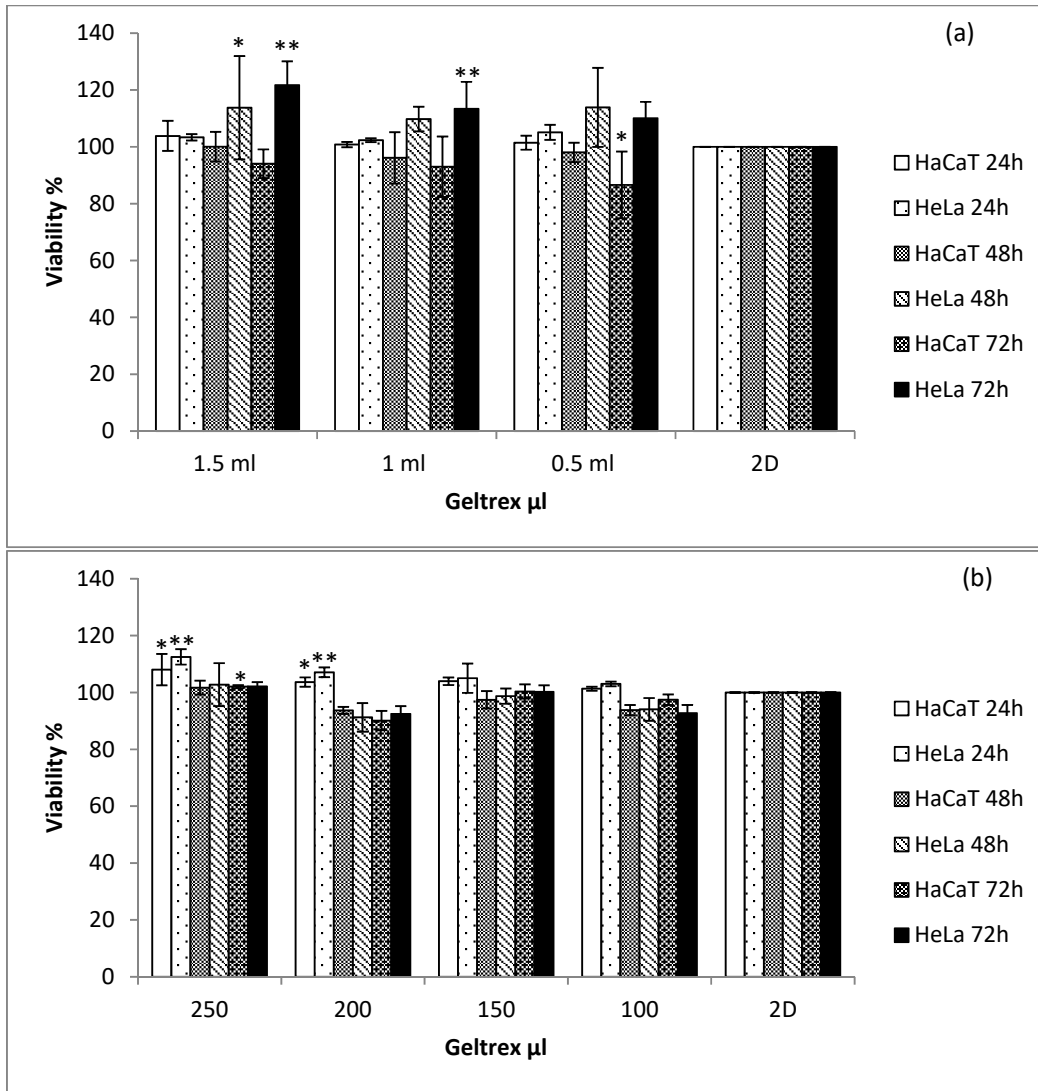 (a)
140
120
100
80
60
40
20
0
Viability %
* ** ** *
1.5 ml 1 ml 0.5 ml 2D
Geltrex µl
HaCaT 24h
HeLa 24h
HaCaT 48h
HeLa 48h
HaCaT 72h
HeLa 72h
(b)
140
120
100
80
60
40
20
0
Viability %
* ** * * **
250 200 150 100 2D
Geltrex µl
HaCaT 24h
HeLa 24h
HaCaT 48h
HeLa 48h
HaCaT 72h
HeLa 72h